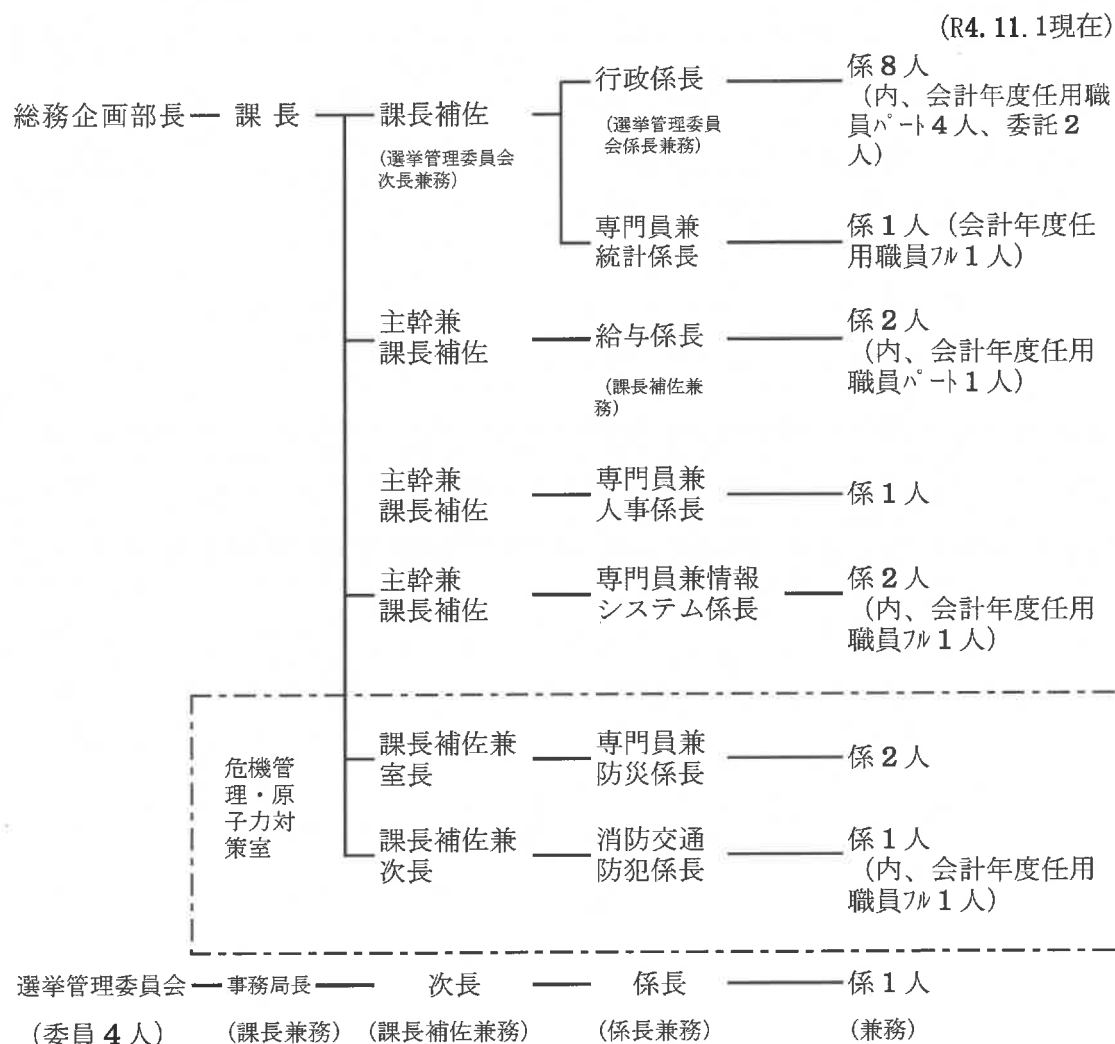 (R4.11.1現在)
総務企画部長
課 長
課長補佐
(選挙管理委員会
次長兼務)
行政係長
(選挙管理委員
会係長兼務)
係 8 人
(内、会計年度任用職
員パート 4 人、委託 2
人)
専門員兼
統計係長
係 1 人 (会計年度任
用職員フル 1 人)
主幹兼
課長補佐
給与係長
(課長補佐兼
務)
係 2 人
(内、会計年度任用
職員パート 1 人)
主幹兼
課長補佐
専門員兼
人事係長
係 1 人
主幹兼
課長補佐
専門員兼情報
システム係長
係 2 人
(内、会計年度任用
職員フル 1 人)
危機管
理・原
子力対
策室
課長補佐兼
室長
専門員兼
防災係長
係 2 人
課長補佐兼
次長
消防交通
防犯係長
係 1 人
(内、会計年度任用
職員フル 1 人)
選挙管理委員会
事務局長
次長
係長
係 1 人
(委員 4 人)
(課長兼務)
(課長補佐兼務)
(係長兼務)
(兼務)